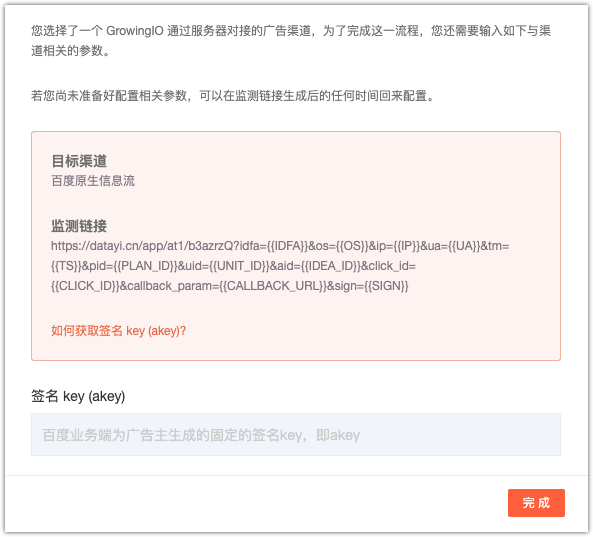 您选择了一个 GrowingIO 通过服务器对接的广告渠道，为了完成这一流程，您还需要输入如下与渠
道相关的参数。
若您尚未准备好配置相关参数，可以在监测链接生成后的任何时间回来配置。
目标渠道
百度原生信息流
监测链接
https://datayi.cn/app/at1/b3azrzQ?idfa={{IDFA}}&os={{OS}}&ip={{IP}}&ua={{UA}}&tm=
{{TS}}&pid={{PLAN_ID}}&uid={{UNIT_ID}}&aid={{IDEA_ID}}&click_id=
{{CLICK_ID}}&callback_param={{CALLBACK_URL}}&sign={{SIGN}}
如何获取签名 key (akey)?
签名 key (akey)
百度业务端为广告主生成的固定的签名key，即akey
完 成